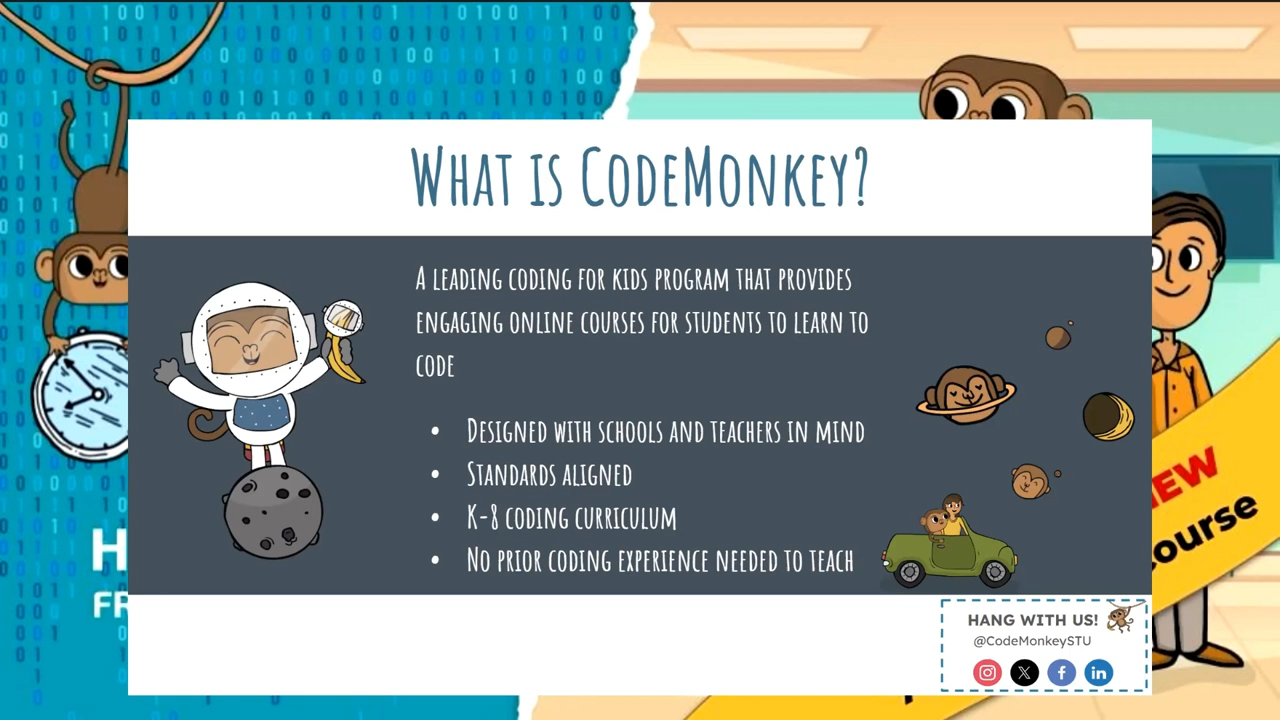 What is CodeMonkey?
A leading coding for kids program that provides
engaging online courses for students to learn to
code
• Designed with schools and teachers in mind
• Standards aligned
• K-8 coding curriculum
• No prior coding experience needed to teach
HANG WITH US!
@CodeMonkeySTU